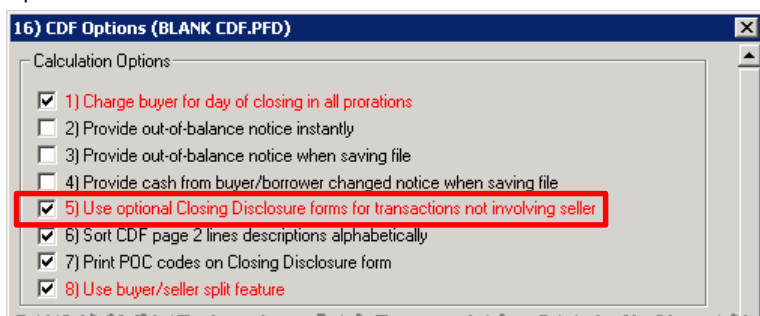 16) CDF Options (BLANK CDF.PFD)
Calculation Options
1) Charge buyer for day of closing in all prorations
2) Provide out-of-balance notice instantly
3) Provide out-of-balance notice when saving file
4) Provide cash from buyer/borrower changed notice when saving file
5) Use optional Closing Disclosure forms for transactions not involving seller
6) Sort CDF page 2 lines descriptions alphabetically
7) Print POC codes on Closing Disclosure form
8) Use buyer/seller split feature